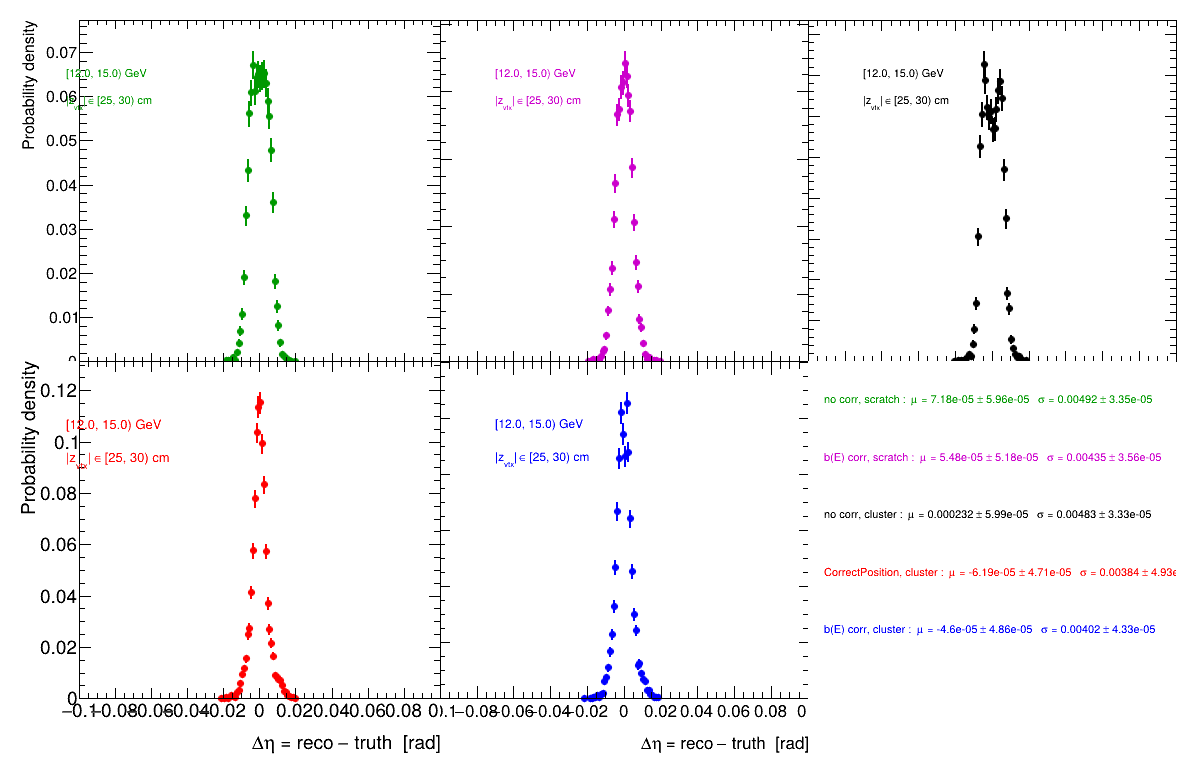 Probability density
0.07
0.06
0.05
0.04
0.03
0.02
0.01
0
[12.0, 15.0) GeV
|z_vtx| ∈ [25, 30) cm
[12.0, 15.0) GeV
|z_vtx| ∈ [25, 30) cm
[12.0, 15.0) GeV
|z_vtx| ∈ [25, 30) cm
Probability density
0.12
0.1
0.08
0.06
0.04
0.02
0
[12.0, 15.0) GeV
|z_vtx| ∈ [25, 30) cm
−0.1 −0.08 −0.06 −0.04 −0.02 0 0.02 0.04 0.06 0.08 0.1
Δη = reco − truth [rad]
[12.0, 15.0) GeV
|z_vtx| ∈ [25, 30) cm
−0.08 −0.06 −0.04 −0.02 0 0.02 0.04 0.06 0.08 0
Δη = reco − truth [rad]
no corr, scratch : μ = 7.18e-05 ± 5.96e-05 σ = 0.00492 ± 3.35e-05
b(E) corr, scratch : μ = 5.48e-05 ± 5.18e-05 σ = 0.00435 ± 3.56e-05
no corr, cluster : μ = 0.000232 ± 5.99e-05 σ = 0.00483 ± 3.33e-05
CorrectPosition, cluster : μ = -6.19e-05 ± 4.71e-05 σ = 0.00384 ± 4.93e
b(E) corr, cluster : μ = -4.6e-05 ± 4.86e-05 σ = 0.00402 ± 4.33e-05